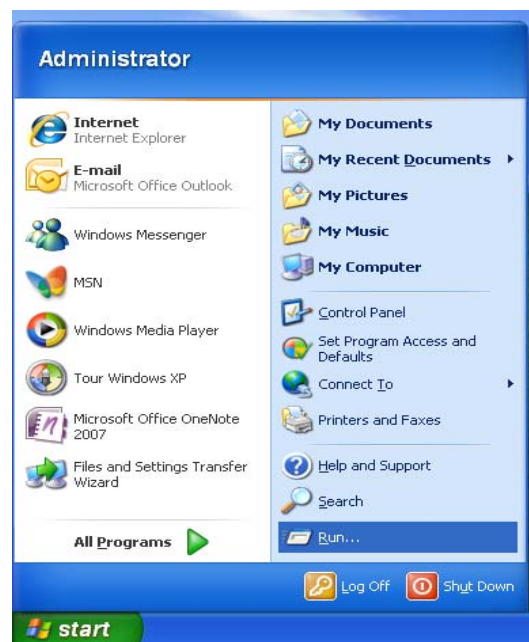 Administrator
Internet
Internet Explorer
E-mail
Microsoft Office Outlook
Windows Messenger
MSN
Windows Media Player
Tour Windows XP
Microsoft Office OneNote
2007
Files and Settings Transfer
Wizard
All Programs
My Documents
My Recent Documents
My Pictures
My Music
My Computer
Control Panel
Set Program Access and
Defaults
Connect To
Printers and Faxes
Help and Support
Search
Run...
Log Off
Shut Down
start